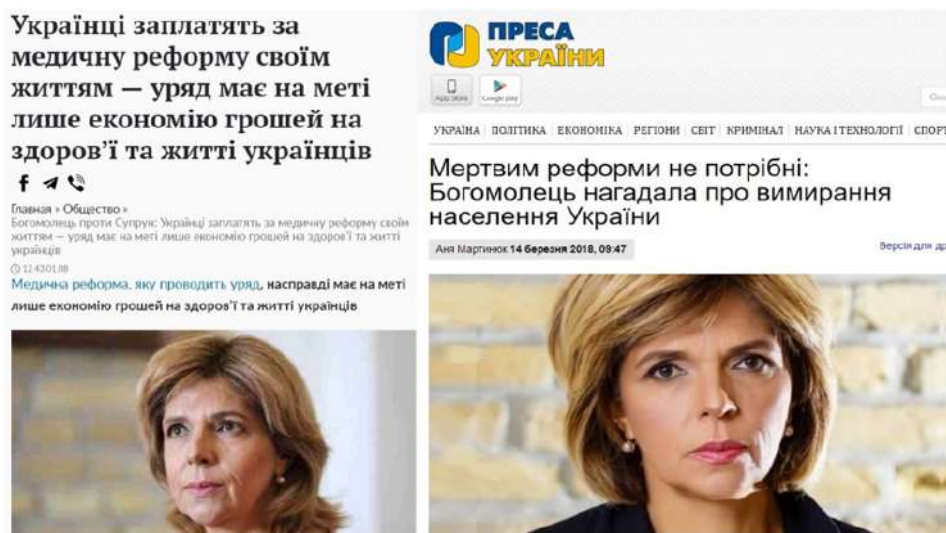 Українці заплатять за
медичну реформу своїм
життям — уряд має на меті
лише економію грошей на
здоров’ї та житті українців
Главная » Общество »
Богомолець проти Супрун: Українці заплатять за медичну реформу своїм
життям — уряд має на меті лише економію грошей на здоров'ї та житті
українців
12:43 01.08
Медична реформа, яку проводить уряд, насправді має на меті
лише економію грошей на здоров'ї та житті українців
ПРЕСА
УКРАЇНИ
App Store Google play
УКРАЇНА ПОЛІТИКА ЕКОНОМІКА РЕГІОНИ СВІТ КРИМІНАЛ НАУКА І ТЕХНОЛОГІЇ СПОРТ
Мертвим реформи не потрібні:
Богомолець нагадала про вимирання
населення України
Аня Мартинюк 14 березня 2018, 09:47
Версія для др